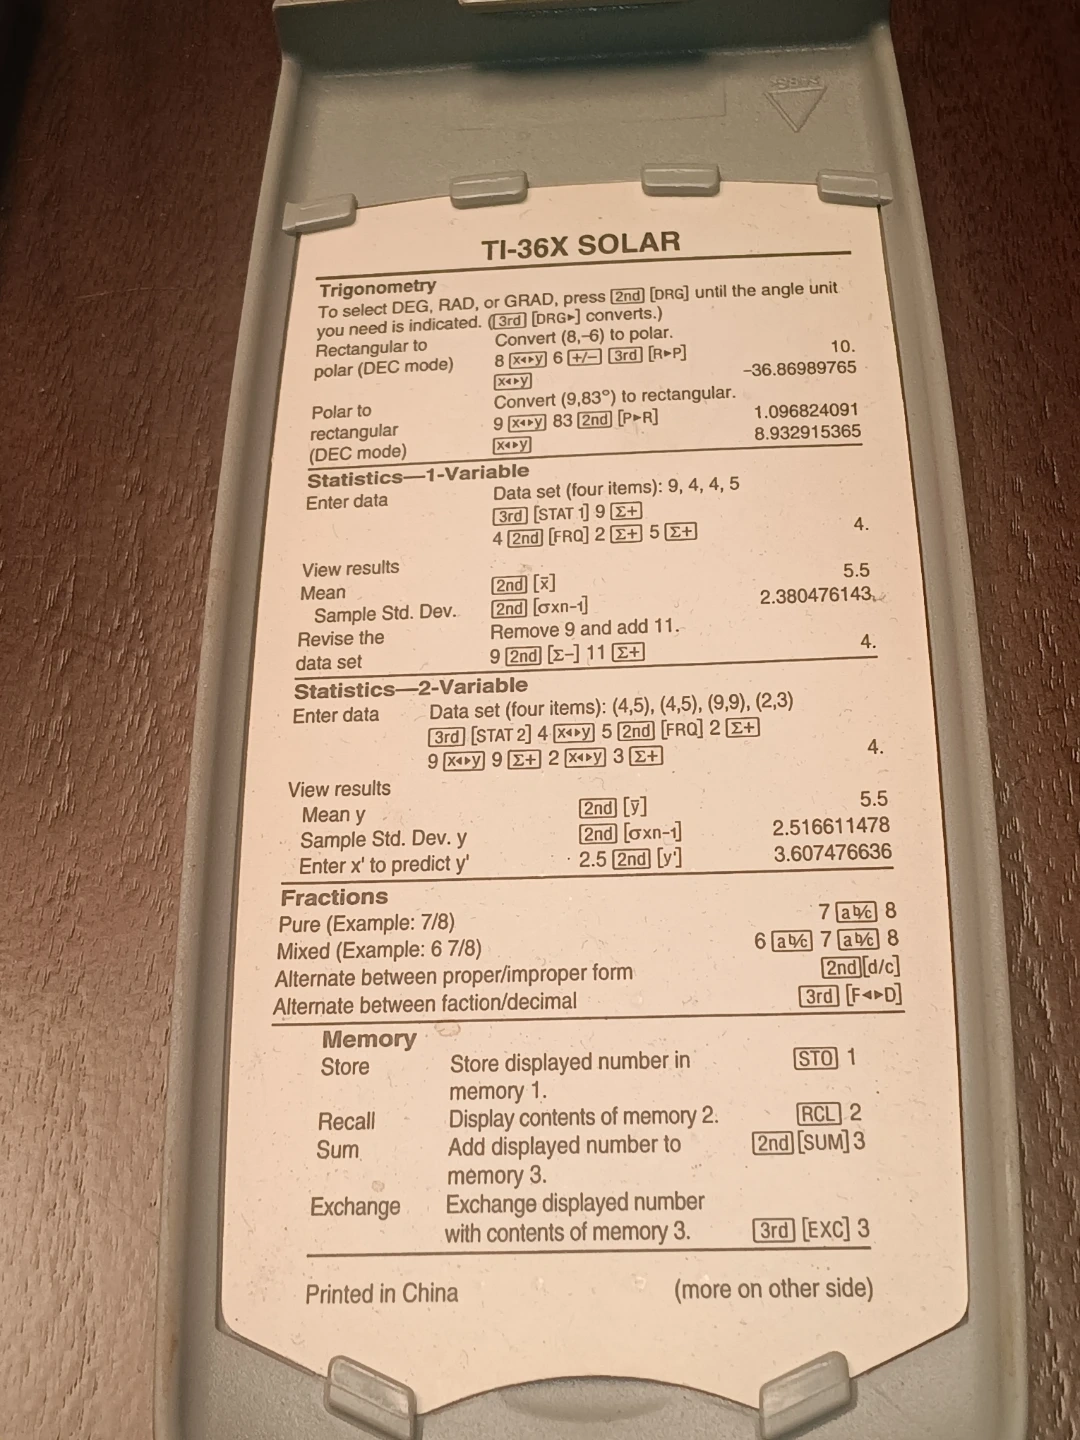 TI-36X SOLAR
Trigonometry
To select DEG, RAD, or GRAD, press [2nd] [DRG] until the angle unit
you need is indicated. ([3rd] [DRG▸] converts.)
Rectangular to Convert (8,–6) to polar.
polar (DEC mode) 8 [x◂▸y] 6 [+/–] [3rd] [R▸P] 10.
[x◂▸y] -36.86989765
Polar to Convert (9,83°) to rectangular.
rectangular 9 [x◂▸y] 83 [2nd] [P▸R] 1.096824091
(DEC mode) [x◂▸y] 8.932915365
Statistics—1-Variable
Enter data Data set (four items): 9, 4, 4, 5
[3rd] [STAT 1] 9 [Σ+]
4 [2nd] [FRQ] 2 [Σ+] 5 [Σ+] 4.
View results
Mean [2nd] [x̄] 5.5
Sample Std. Dev. [2nd] [σxn-1] 2.380476143
Revise the Remove 9 and add 11.
data set 9 [2nd] [Σ–] 11 [Σ+] 4.
Statistics—2-Variable
Enter data Data set (four items): (4,5), (4,5), (9,9), (2,3)
[3rd] [STAT 2] 4 [x◂▸y] 5 [2nd] [FRQ] 2 [Σ+]
9 [x◂▸y] 9 [Σ+] 2 [x◂▸y] 3 [Σ+] 4.
View results
Mean y [2nd] [ȳ] 5.5
Sample Std. Dev. y [2nd] [σxn-1] 2.516611478
Enter x' to predict y' 2.5 [2nd] [y'] 3.607476636
Fractions
Pure (Example: 7/8) 7 [a b/c] 8
Mixed (Example: 6 7/8) 6 [a b/c] 7 [a b/c] 8
Alternate between proper/improper form [2nd] [d/c]
Alternate between faction/decimal [3rd] [F◂▸D]
Memory
Store Store displayed number in [STO] 1
memory 1.
Recall Display contents of memory 2. [RCL] 2
Sum Add displayed number to [2nd] [SUM] 3
memory 3.
Exchange Exchange displayed number
with contents of memory 3. [3rd] [EXC] 3
Printed in China (more on other side)